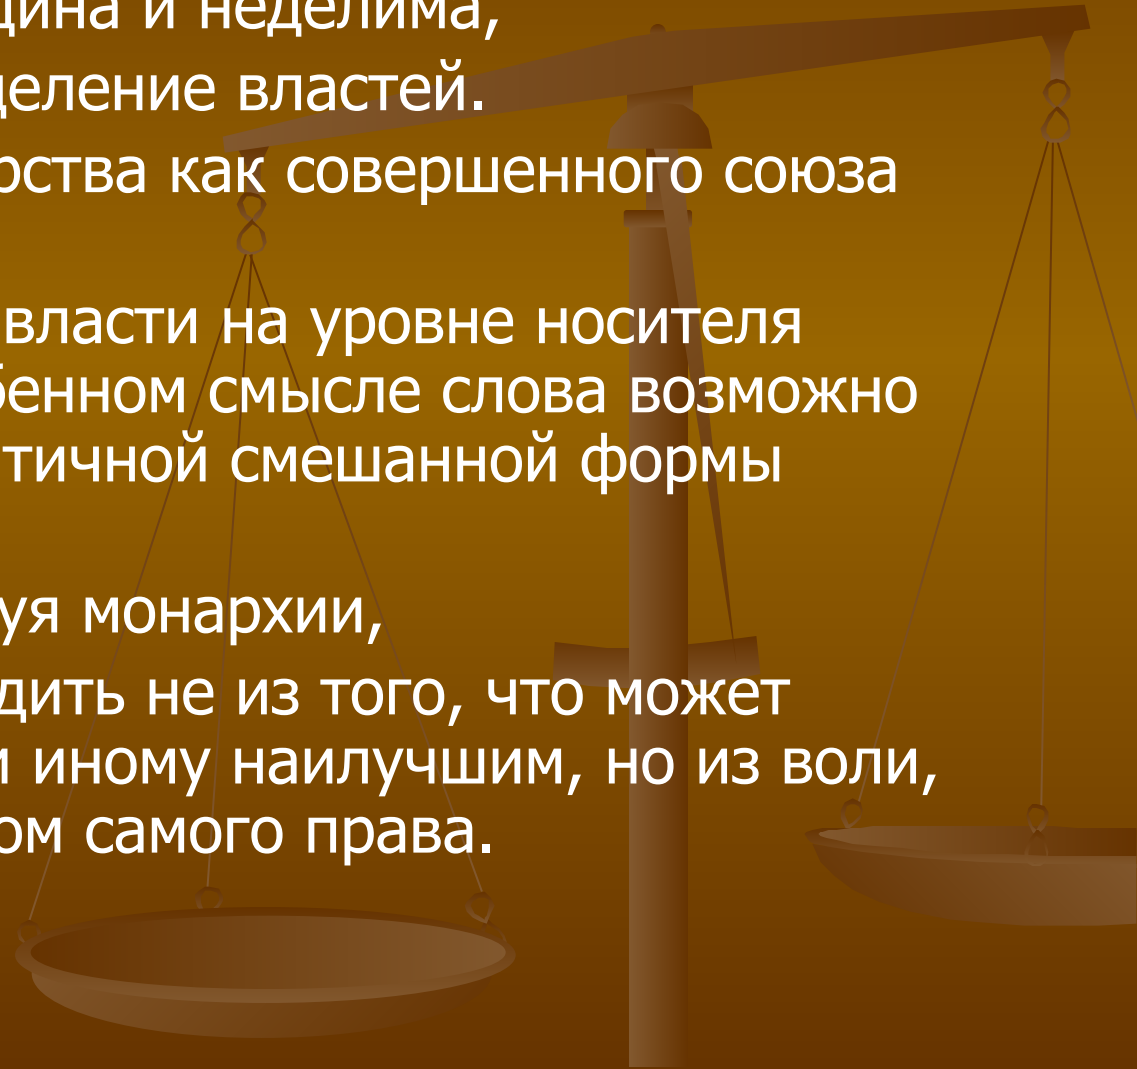 дина и неделима,
деление властей.
рства как совершенного союза
власти на уровне носителя
бенном смысле слова возможно
тичной смешанной формы
уя монархии,
дить не из того, что может
и иному наилучшим, но из воли,
ом самого права.